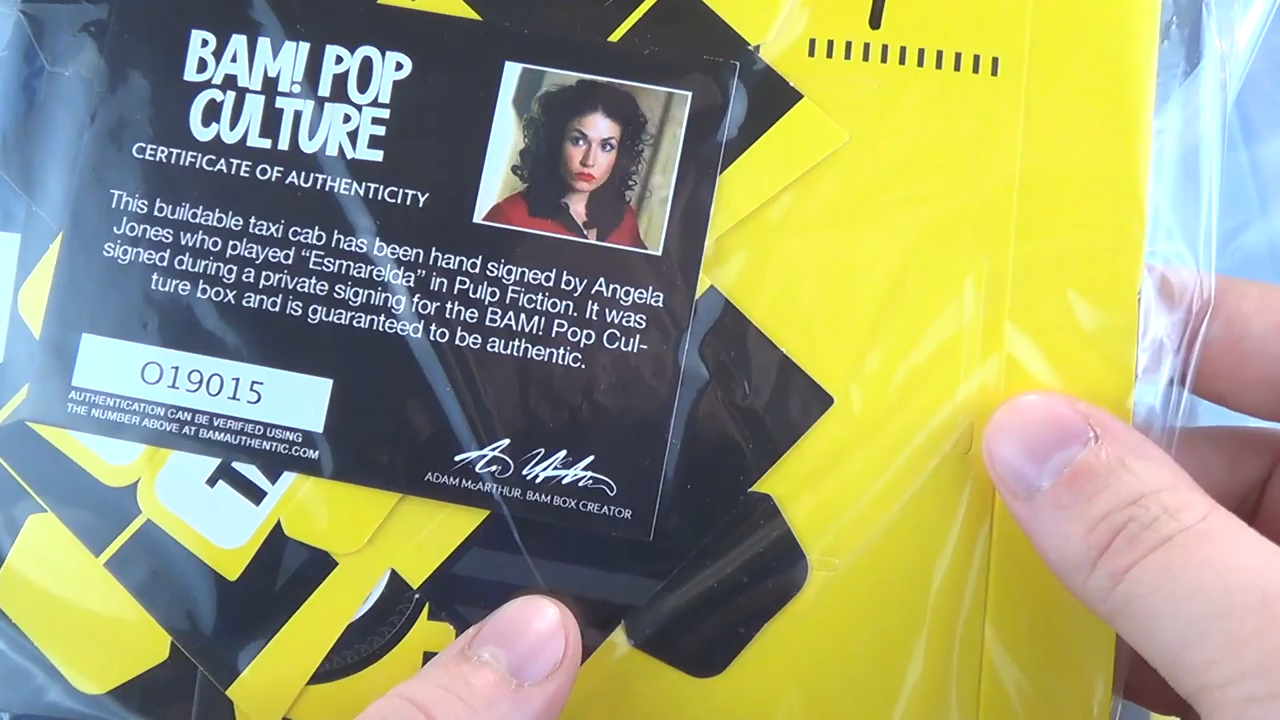 BAM! POP
CULTURE
CERTIFICATE OF AUTHENTICITY
This buildable taxi cab has been hand signed by Angela
Jones who played “Esmarelda” in Pulp Fiction. It was
signed during a private signing for the BAM! Pop Cul-
ture box and is guaranteed to be authentic.
O19015
AUTHENTICATION CAN BE VERIFIED USING
THE NUMBER ABOVE AT BAMAUTHENTIC.COM
ADAM McARTHUR, BAM BOX CREATOR